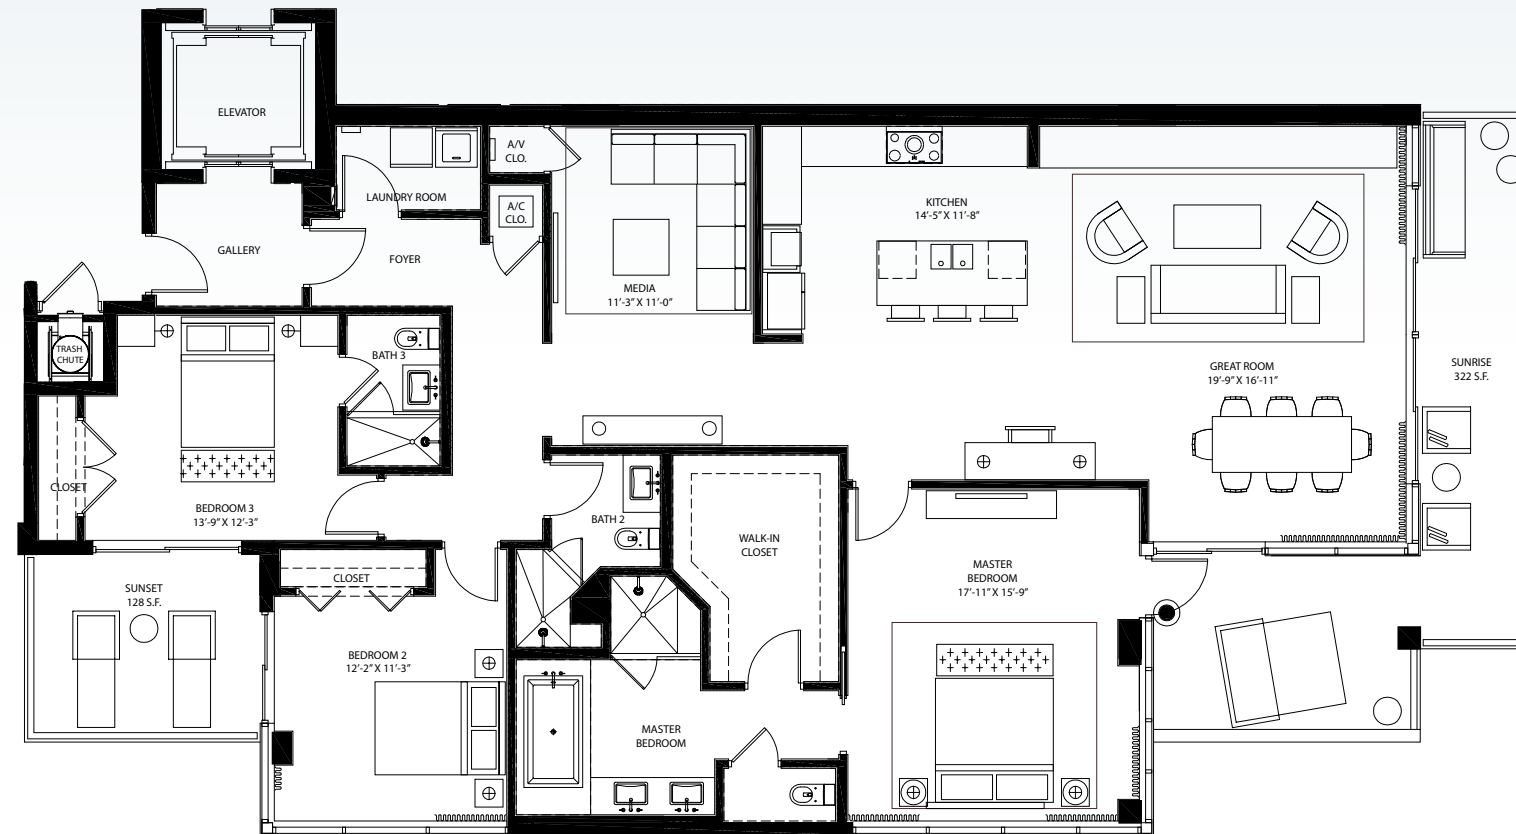 ELEVATOR
A/V
CLO.
LAUNDRY ROOM
A/C
CLO.
KITCHEN
14'-5" X 11'-8"
GALLERY
FOYER
MEDIA
11'-3" X 11'-0"
TRASH
CHUTE
BATH 3
GREAT ROOM
19'-9" X 16'-11"
SUNRISE
322 S.F.
CLOSET
BEDROOM 3
13'-9" X 12'-3"
BATH 2
WALK-IN
CLOSET
MASTER
BEDROOM
17'-11" X 15'-9"
SUNSET
128 S.F.
CLOSET
BEDROOM 2
12'-2" X 11'-3"
MASTER
BEDROOM